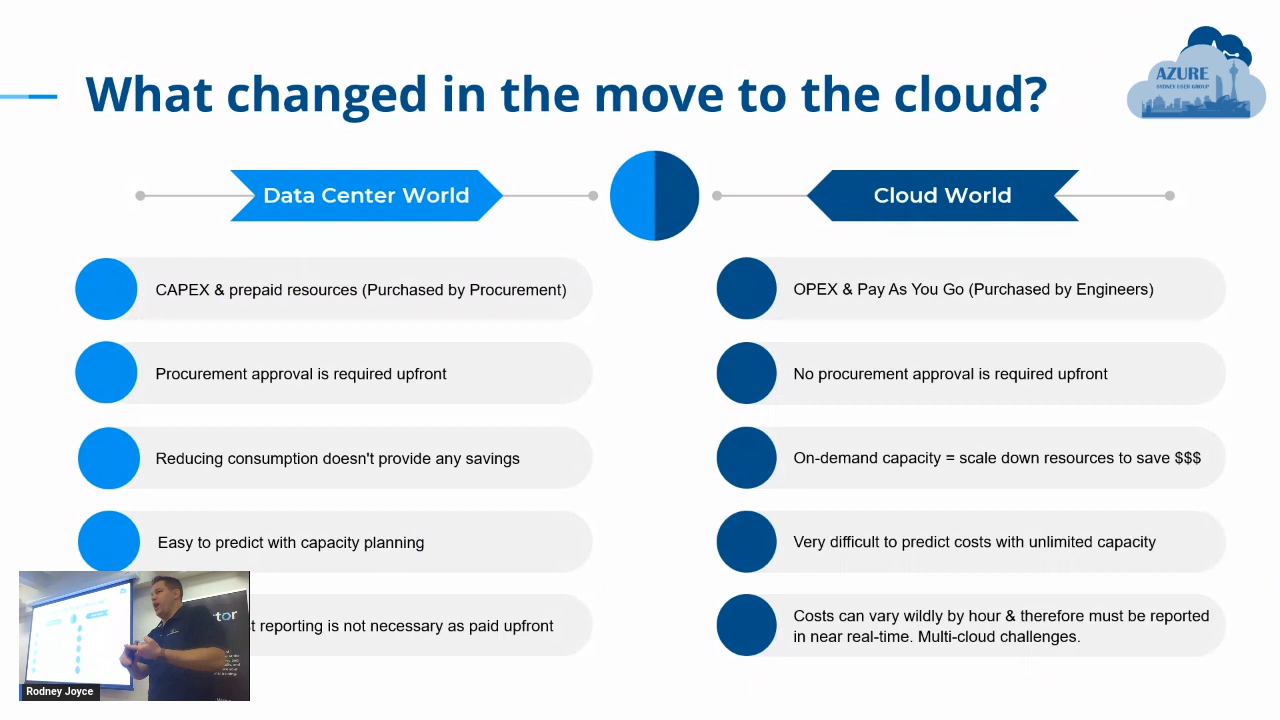 What changed in the move to the cloud?
AZURE
SYDNEY USER GROUP
Data Center World
Cloud World
CAPEX & prepaid resources (Purchased by Procurement)
OPEX & Pay As You Go (Purchased by Engineers)
Procurement approval is required upfront
No procurement approval is required upfront
Reducing consumption doesn't provide any savings
On-demand capacity = scale down resources to save $$$
Easy to predict with capacity planning
Very difficult to predict costs with unlimited capacity
t reporting is not necessary as paid upfront
Costs can vary wildly by hour & therefore must be reported
in near real-time. Multi-cloud challenges.
tor
Rodney Joyce